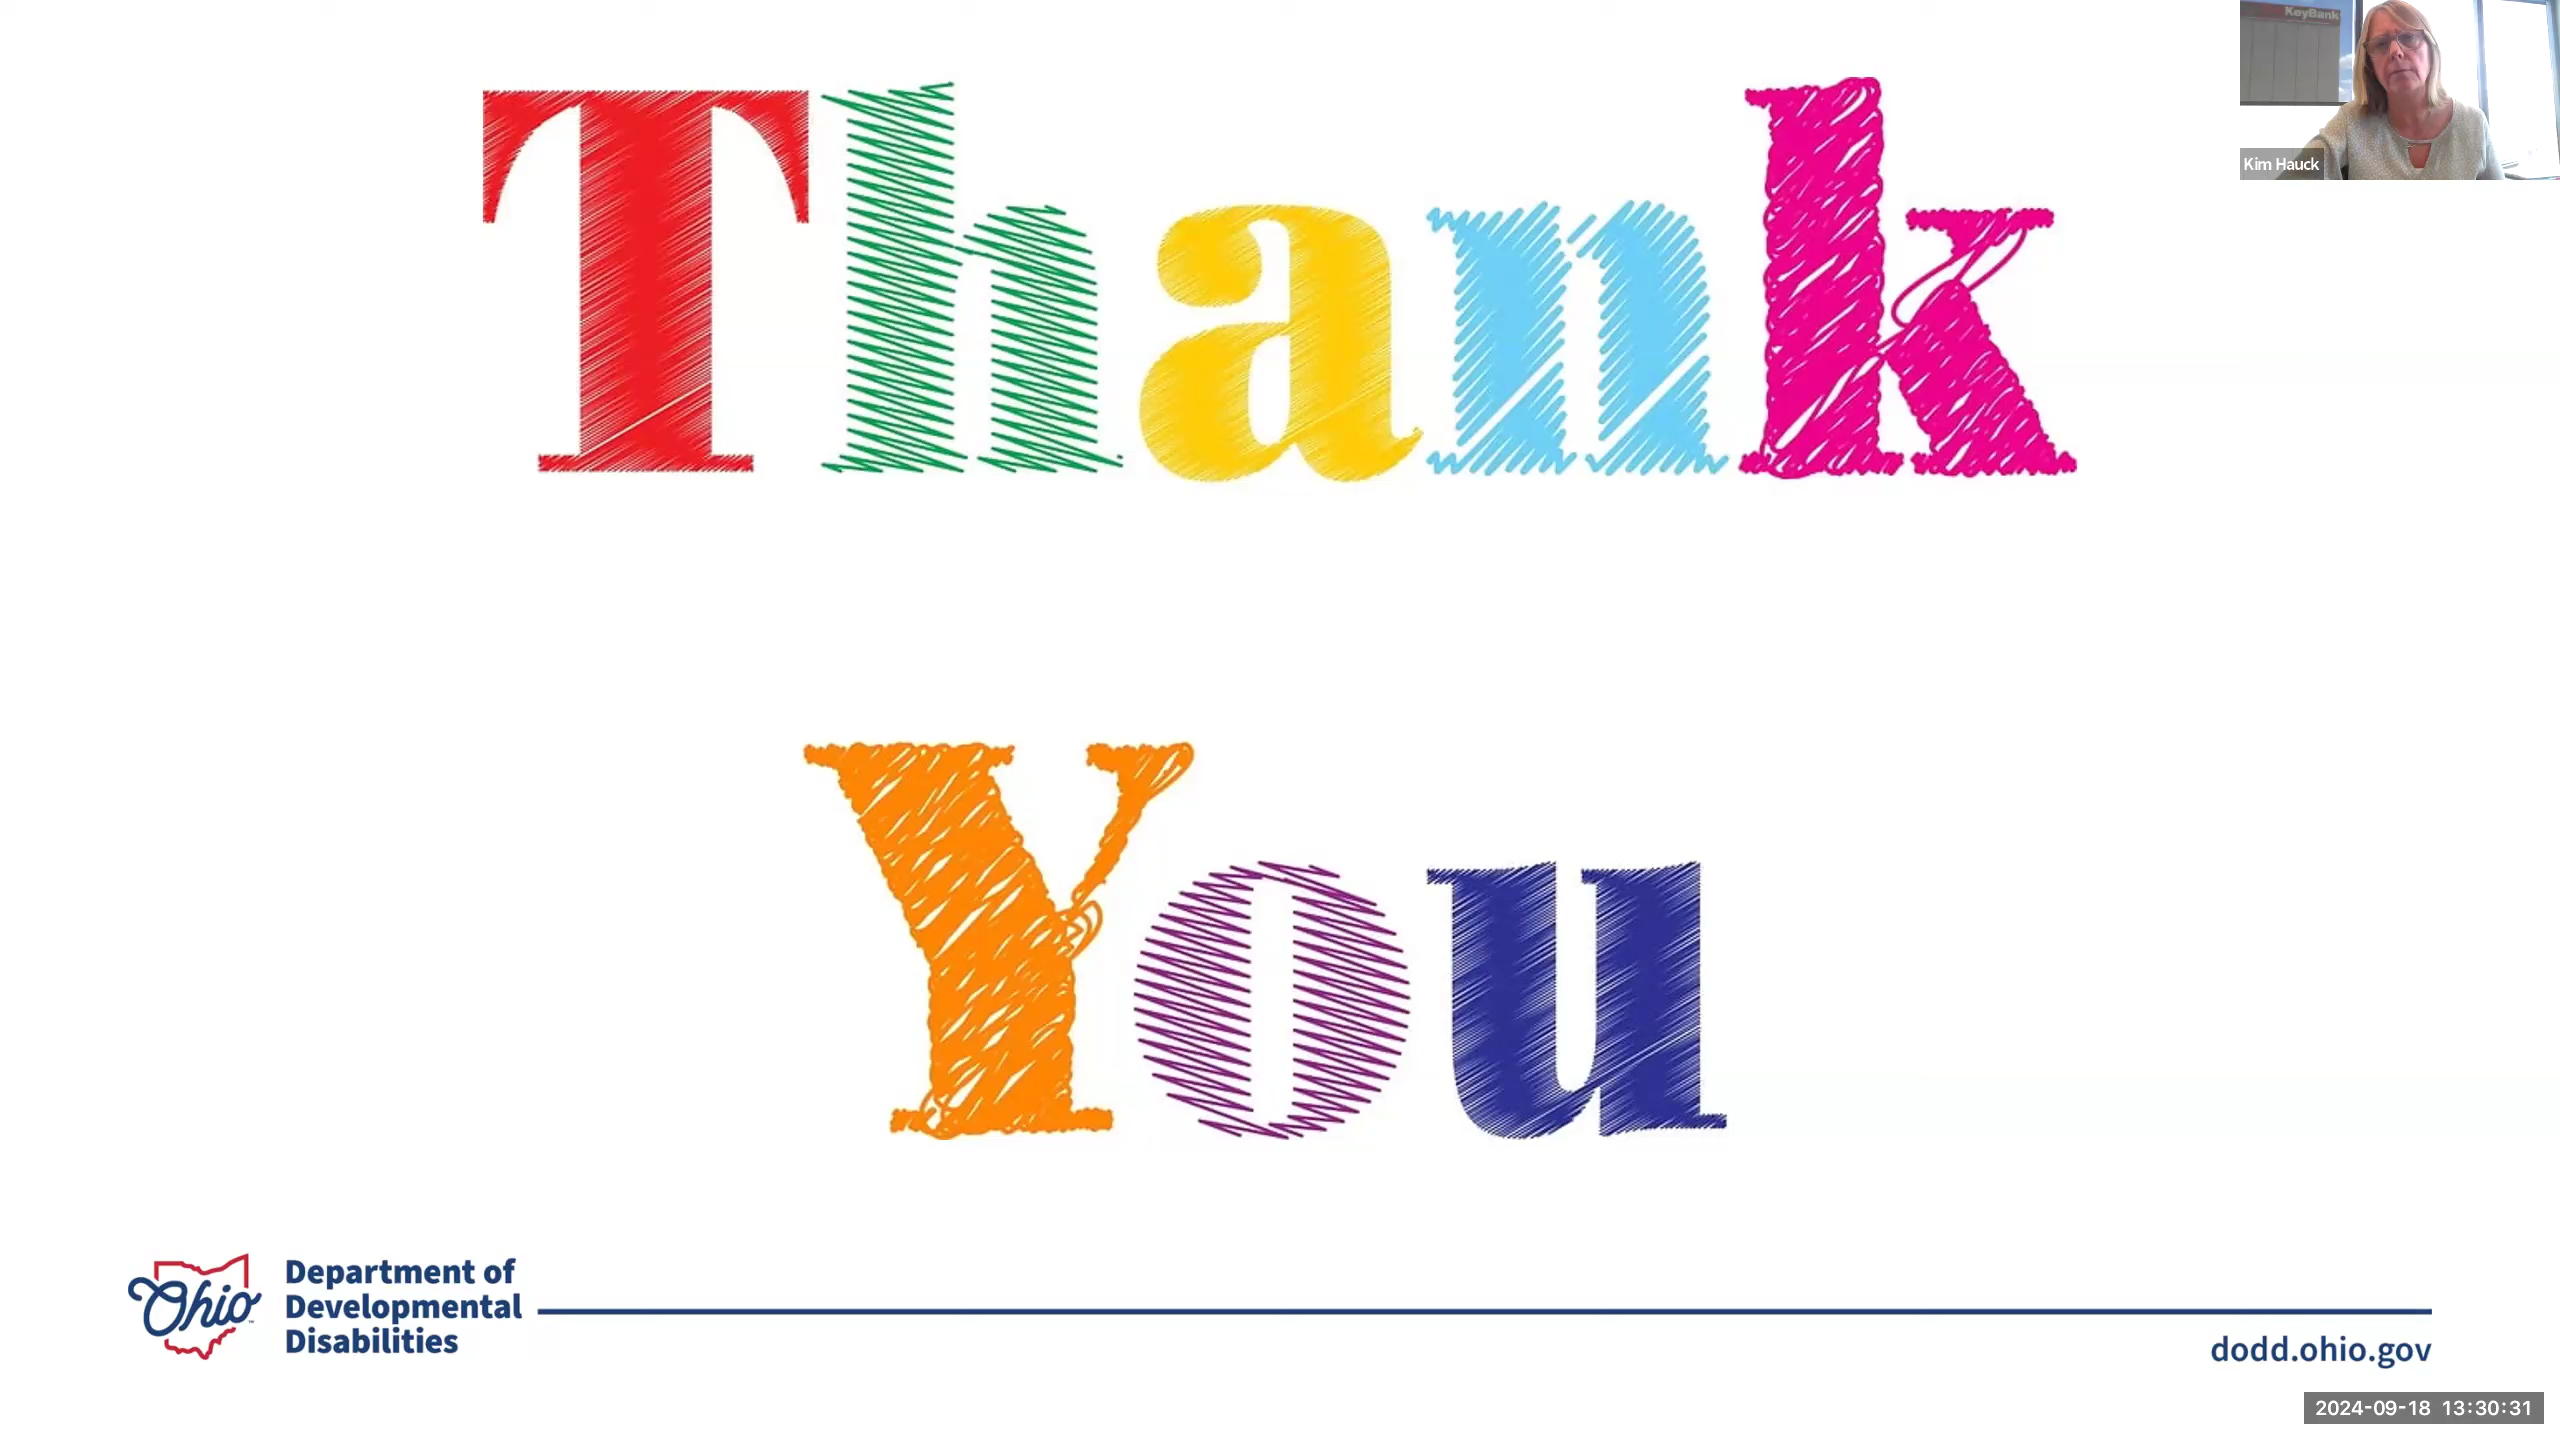 KeyBank
Kim Hauck
Thank
You
Ohio
Department of
Developmental
Disabilities
dodd.ohio.gov
2024-09-18 13:30:31